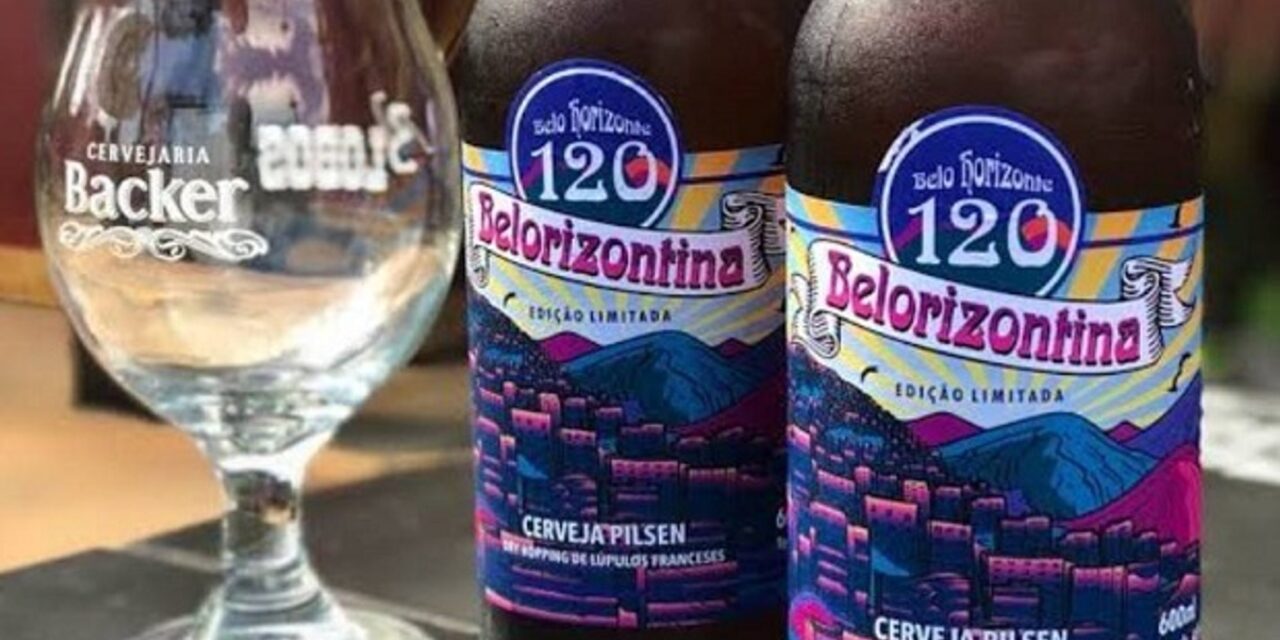 CERVEJARIA
Backer
Belo Horizonte
120
Belorizontina
EDIÇÃO LIMITADA
CERVEJA PILSEN
DRY HOPPING DE LÚPULOS FRANCESES
Belo Horizonte
120
Belorizontina
EDIÇÃO LIMITADA
CERVEJA PILSEN
600ml